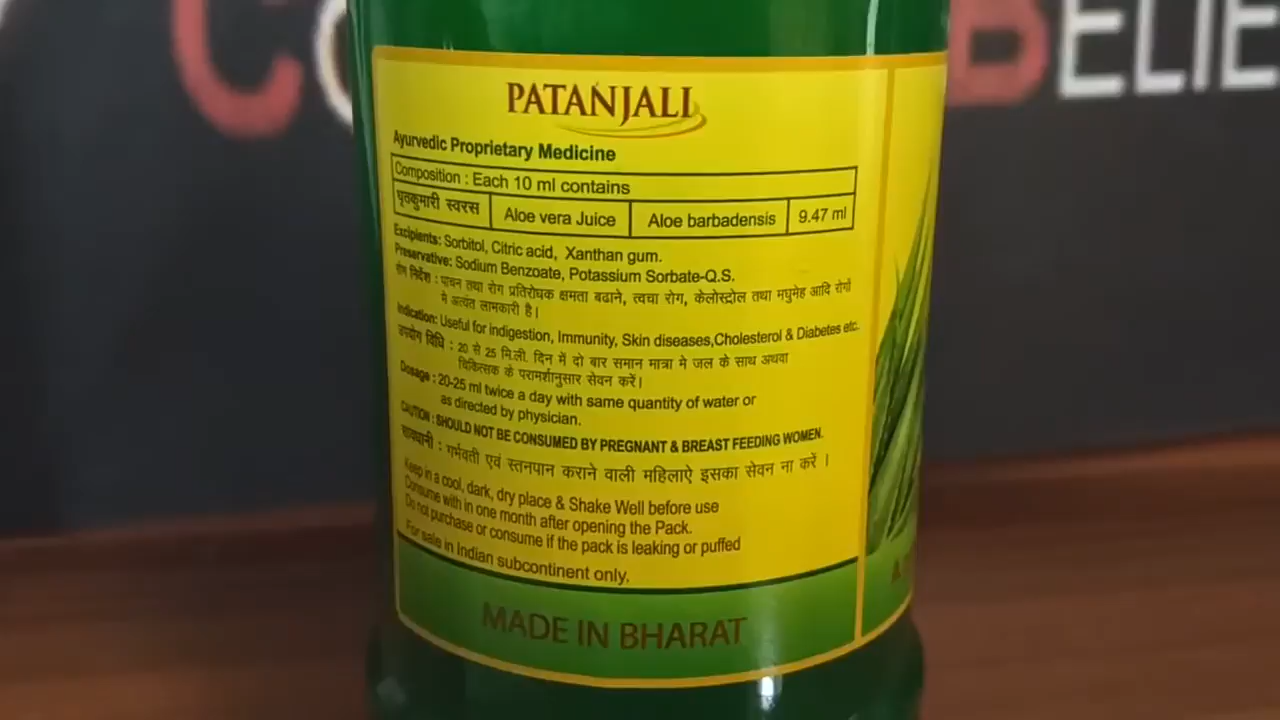 Co Belie
PATANJALI
Ayurvedic Proprietary Medicine
Composition : Each 10 ml contains
घृतकुमारी स्वरस Aloe vera Juice Aloe barbadensis 9.47 ml
Excipients: Sorbitol, Citric acid, Xanthan gum.
Preservative: Sodium Benzoate, Potassium Sorbate-Q.S.
रोग निर्देश : पाचन तथा रोग प्रतिरोधक क्षमता बढाने, त्वचा रोग, केलोस्ट्रोल तथा मधुमेह आदि रोगों
मे अत्यंत लाभकारी है।
Indication: Useful for indigestion, Immunity, Skin diseases,Cholesterol & Diabetes etc.
उपयोग विधि : 20 से 25 मि.ली. दिन में दो बार समान मात्रा मे जल के साथ अथवा
चिकित्सक के परामर्शानुसार सेवन करें।
Dosage : 20-25 ml twice a day with same quantity of water or
as directed by physician.
CAUTION : SHOULD NOT BE CONSUMED BY PREGNANT & BREAST FEEDING WOMEN.
सावधानी : गर्भवती एवं स्तनपान कराने वाली महिलाऐ इसका सेवन ना करें ।
Keep in a cool, dark, dry place & Shake Well before use
Consume with in one month after opening the Pack.
Do not purchase or consume if the pack is leaking or puffed
For sale in Indian subcontinent only.
MADE IN BHARAT